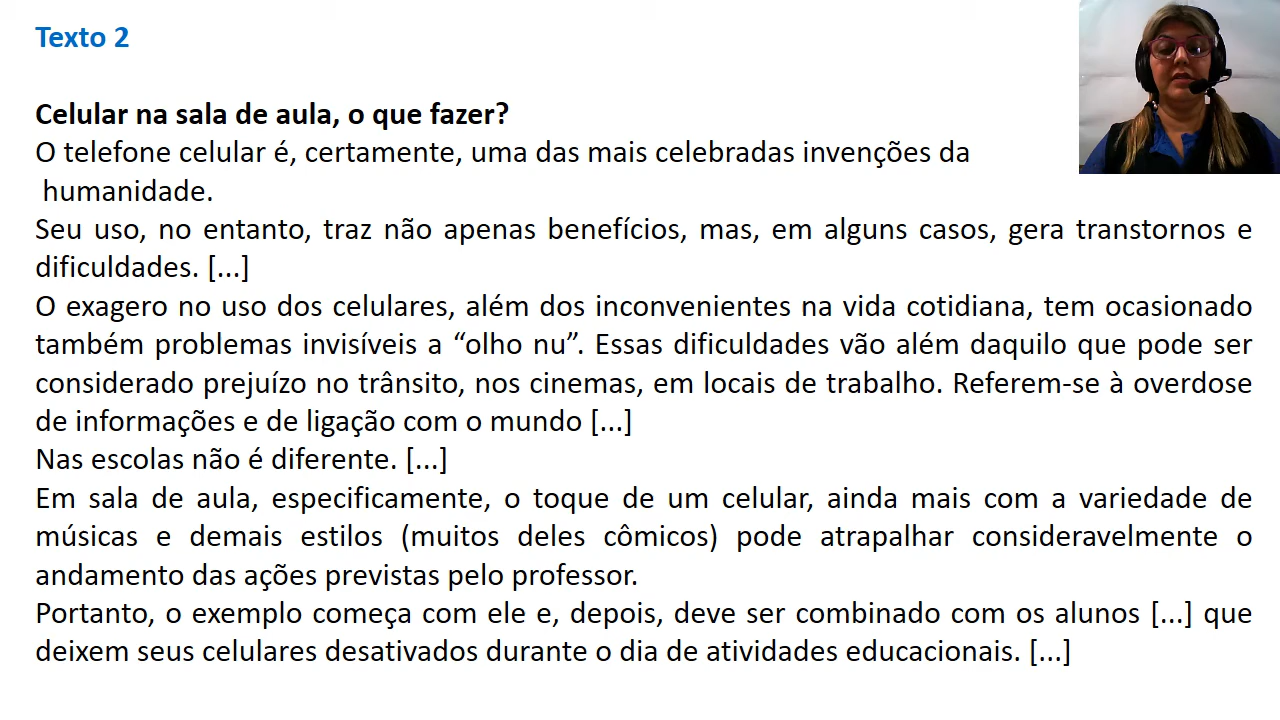 Texto 2
Celular na sala de aula, o que fazer?
O telefone celular é, certamente, uma das mais celebradas invenções da
humanidade.
Seu uso, no entanto, traz não apenas benefícios, mas, em alguns casos, gera transtornos e
dificuldades. [...]
O exagero no uso dos celulares, além dos inconvenientes na vida cotidiana, tem ocasionado
também problemas invisíveis a “olho nu”. Essas dificuldades vão além daquilo que pode ser
considerado prejuízo no trânsito, nos cinemas, em locais de trabalho. Referem-se à overdose
de informações e de ligação com o mundo [...]
Nas escolas não é diferente. [...]
Em sala de aula, especificamente, o toque de um celular, ainda mais com a variedade de
músicas e demais estilos (muitos deles cômicos) pode atrapalhar consideravelmente o
andamento das ações previstas pelo professor.
Portanto, o exemplo começa com ele e, depois, deve ser combinado com os alunos [...] que
deixem seus celulares desativados durante o dia de atividades educacionais. [...]